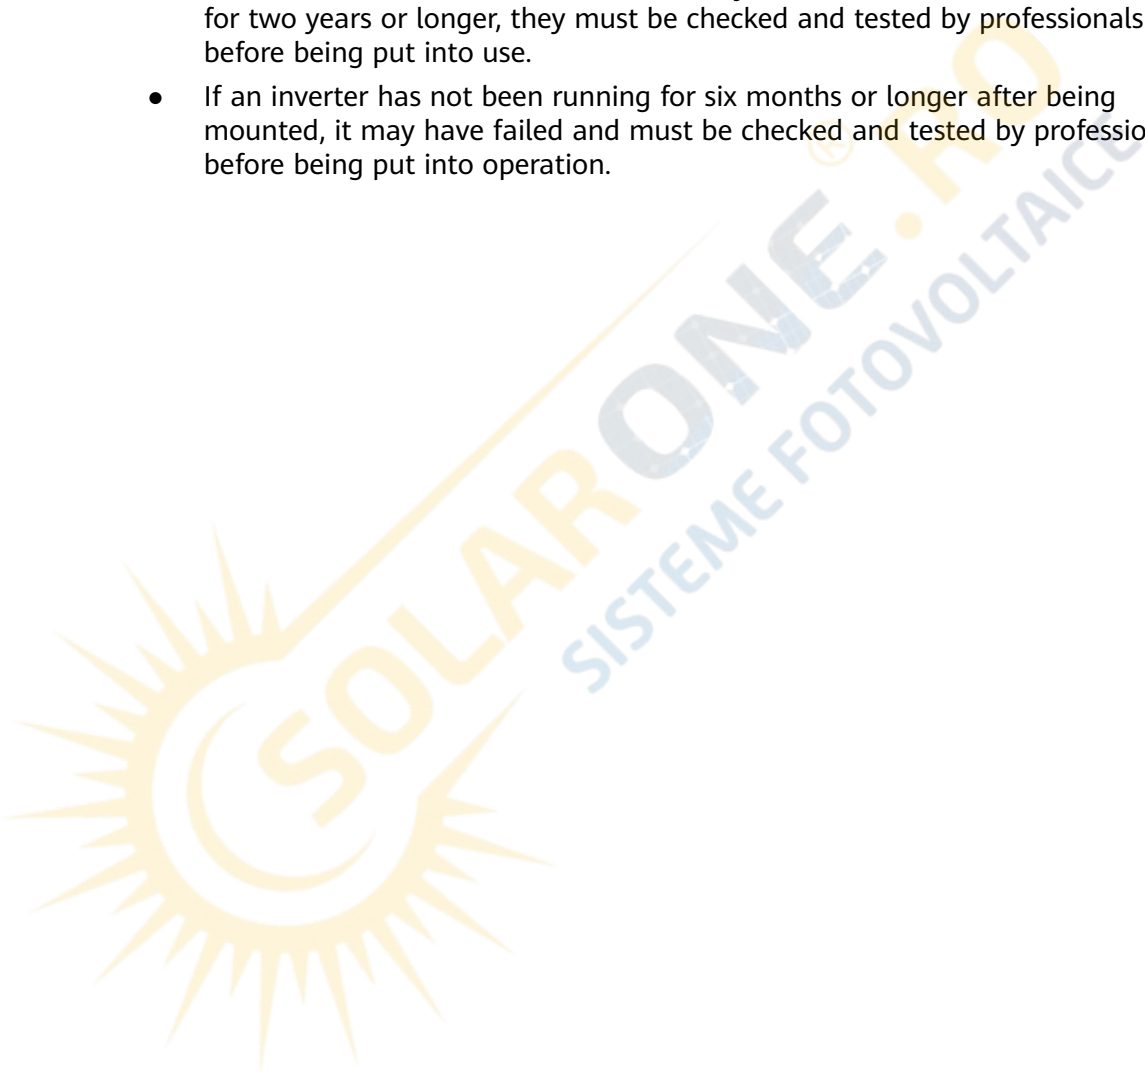 for two years or longer, they must be checked and tested by professionals
before being put into use.
● If an inverter has not been running for six months or longer after being
mounted, it may have failed and must be checked and tested by
before being put into operation.
SOLARONE.RO
®
SISTEME FOTOVOLTAICE